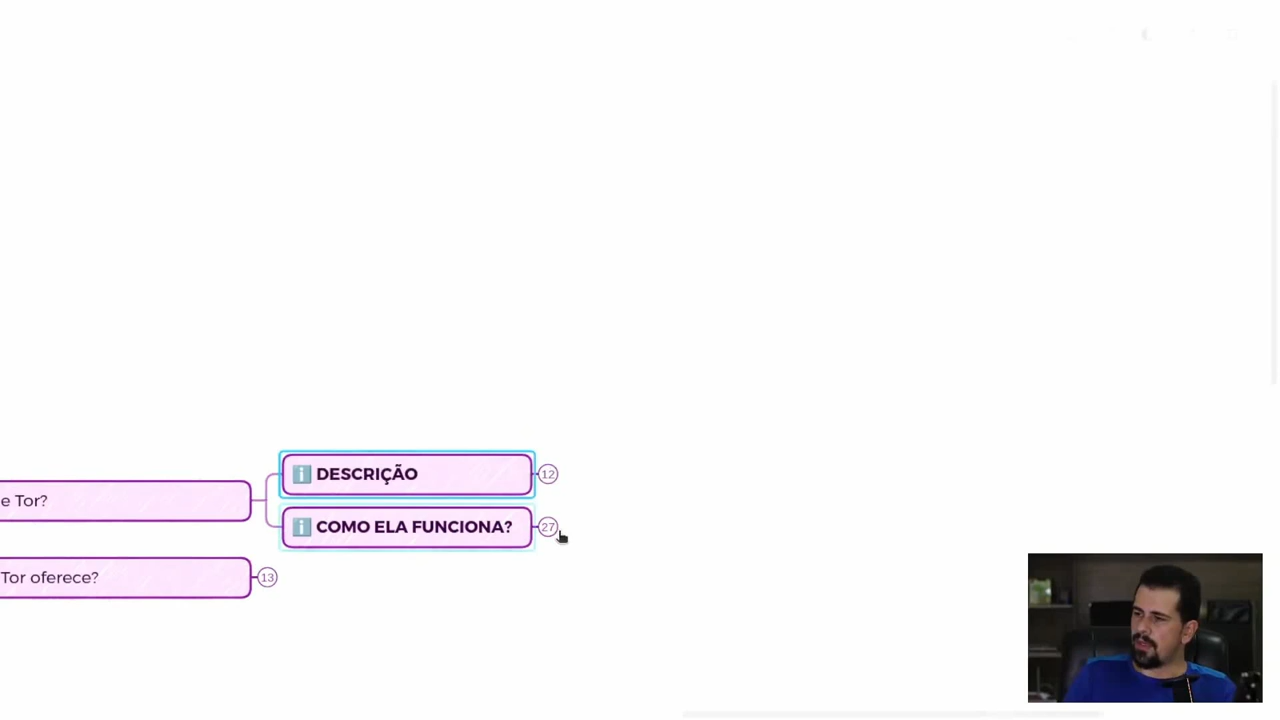 DESCRIÇÃO
12
e Tor?
COMO ELA FUNCIONA?
27
Tor oferece?
13